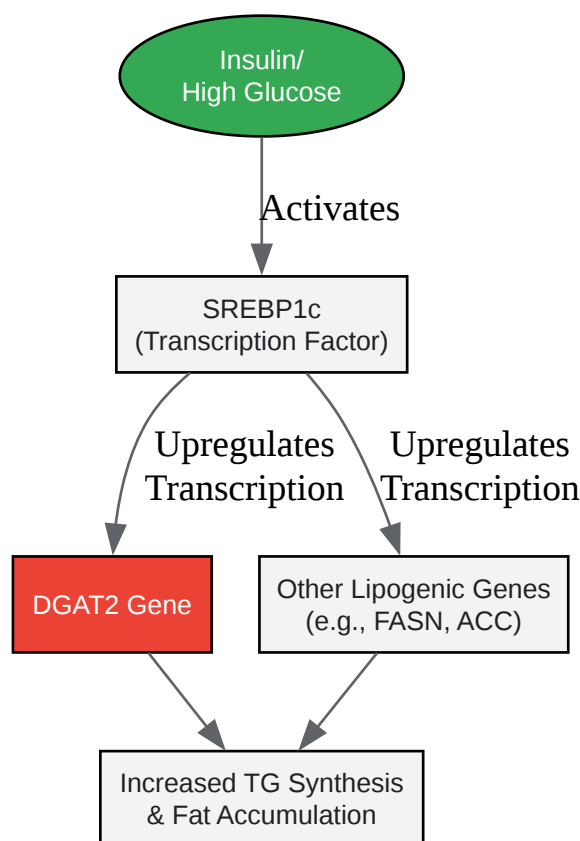 Insulin/
High Glucose
Activates
SREBP1c
(Transcription Factor)
Upregulates
Transcription
Upregulates
Transcription
DGAT2 Gene
Other Lipogenic Genes
(e.g., FASN, ACC)
Increased TG Synthesis
& Fat Accumulation